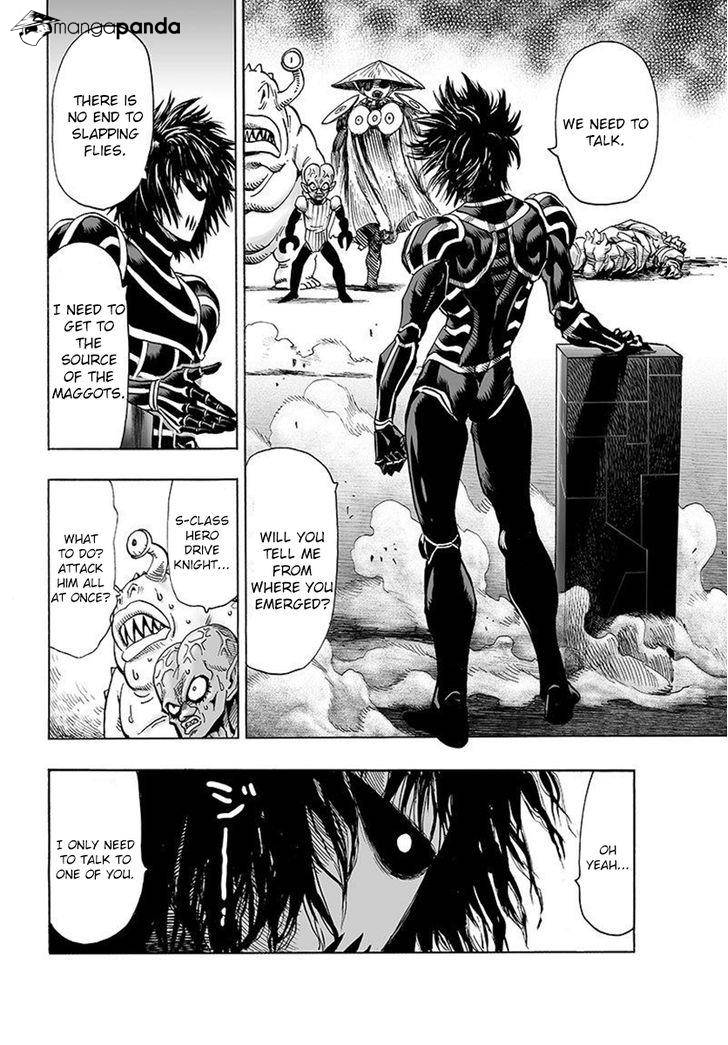 mangapanda
WE NEED TO
TALK.
THERE IS
NO END TO
SLAPPING
FLIES.
I NEED TO
GET TO
THE
SOURCE
OF THE
MAGGOTS.
WILL YOU
TELL ME
FROM
WHERE YOU
EMERGED?
S-CLASS
HERO
DRIVE
KNIGHT...
WHAT
TO DO?
ATTACK
HIM ALL
AT ONCE?
OH
YEAH...
ジ
I ONLY NEED
TO TALK TO
ONE OF YOU.